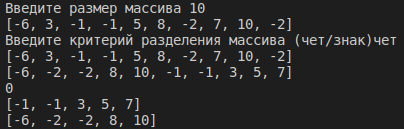 Введите размер массива 10
[-6, 3, -1, -1, 5, 8, -2, 7, 10, -2]
Введите критерий разделения массива (чет/знак)чет
[-6, 3, -1, -1, 5, 8, -2, 7, 10, -2]
[-6, -2, -2, 8, 10, -1, -1, 3, 5, 7]
0
[-1, -1, 3, 5, 7]
[-6, -2, -2, 8, 10]